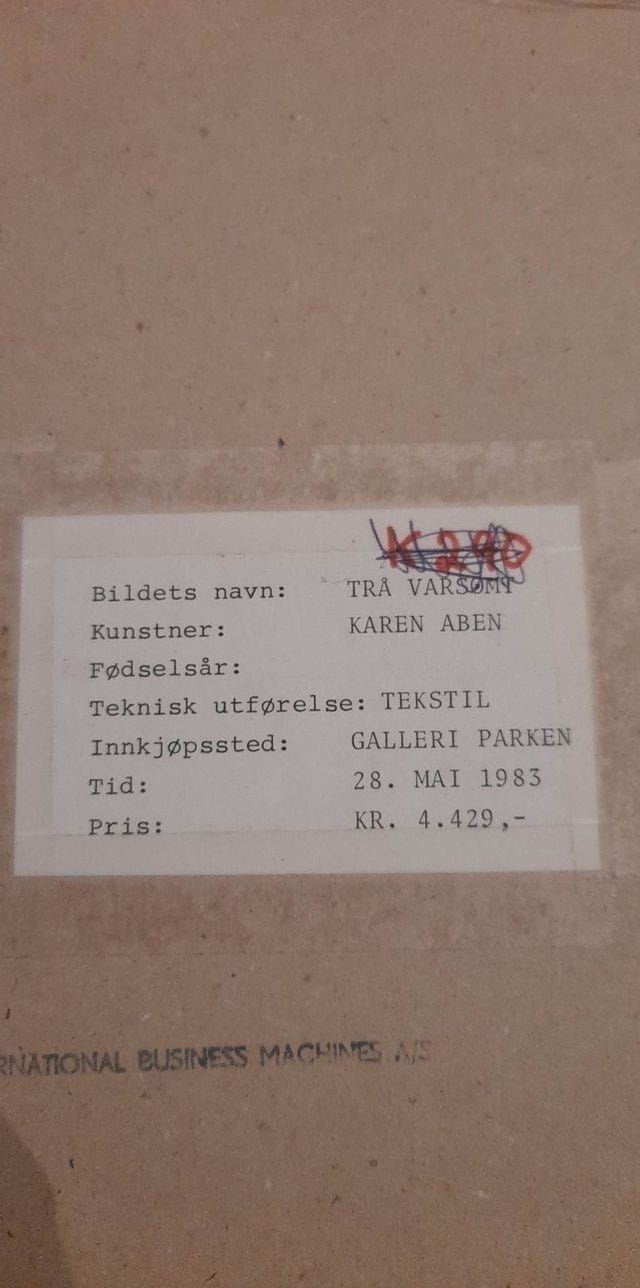 K 290
Bildets navn: TRÅ VARSOMT
Kunstner: KAREN ABEN
Fødselsår:
Teknisk utførelse: TEKSTIL
Innkjøpssted: GALLERI PARKEN
Tid: 28. MAI 1983
Pris: KR. 4.429,-
RNATIONAL BUSINESS MACHINES A/S